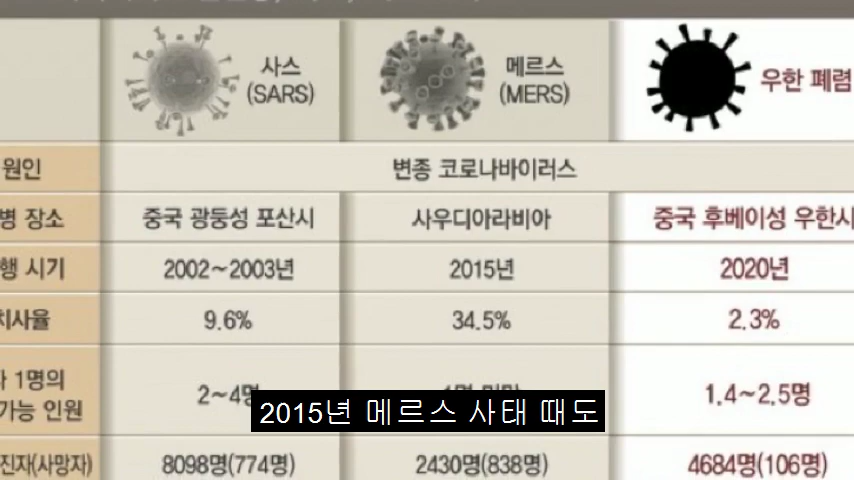 사스
(SARS)
메르스
(MERS)
우한 폐렴
원인
변종 코로나바이러스
병 장소
중국 광둥성 포산시
사우디아라비아
중국 후베이성 우한시
행 시기
2002~2003년
2015년
2020년
치사율
9.6%
34.5%
2.3%
1명의
가능 인원
2~4명
1.4~2.5명
2015년 메르스 사태 때도
진자(사망자)
8098명(774명)
2430명(838명)
4684명(106명)